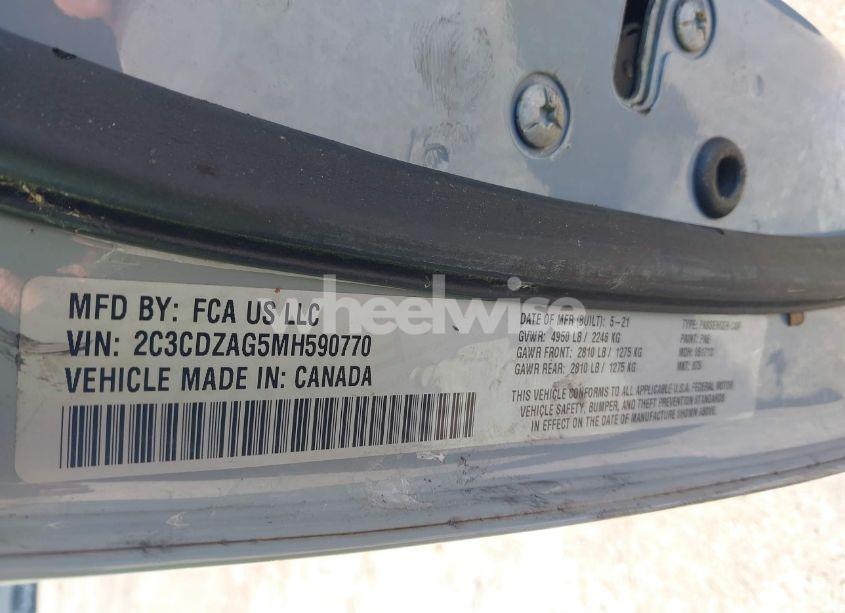 MFD BY: FCA US LLC
VIN: 2C3CDZAG5MH590770
VEHICLE MADE IN: CANADA
DATE OF MFR (BUILT): 5-21
GVWR: 4950 LB / 2246 KG
GAWR FRONT: 2810 LB / 1275 KG
GAWR REAR: 2810 LB / 1275 KG
TYPE: PASSENGER CAR
PAINT:
MDH:
MKT:
THIS VEHICLE CONFORMS TO ALL APPLICABLE U.S.A. FEDERAL MOTOR
VEHICLE SAFETY, BUMPER, AND THEFT PREVENTION STANDARDS
IN EFFECT ON THE DATE OF MANUFACTURE SHOWN ABOVE.
wheelwise